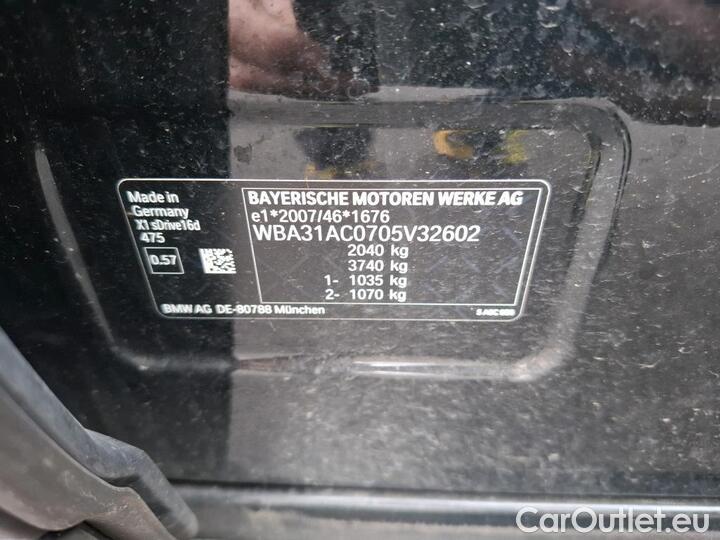 Made in
Germany
X1 sDrive16d
475
0.57
BAYERISCHE MOTOREN WERKE AG
e1*2007/46*1676
WBA31AC0705V32602
2040 kg
3740 kg
1- 1035 kg
2- 1070 kg
BMW AG DE-80788 München
CarOutlet.eu